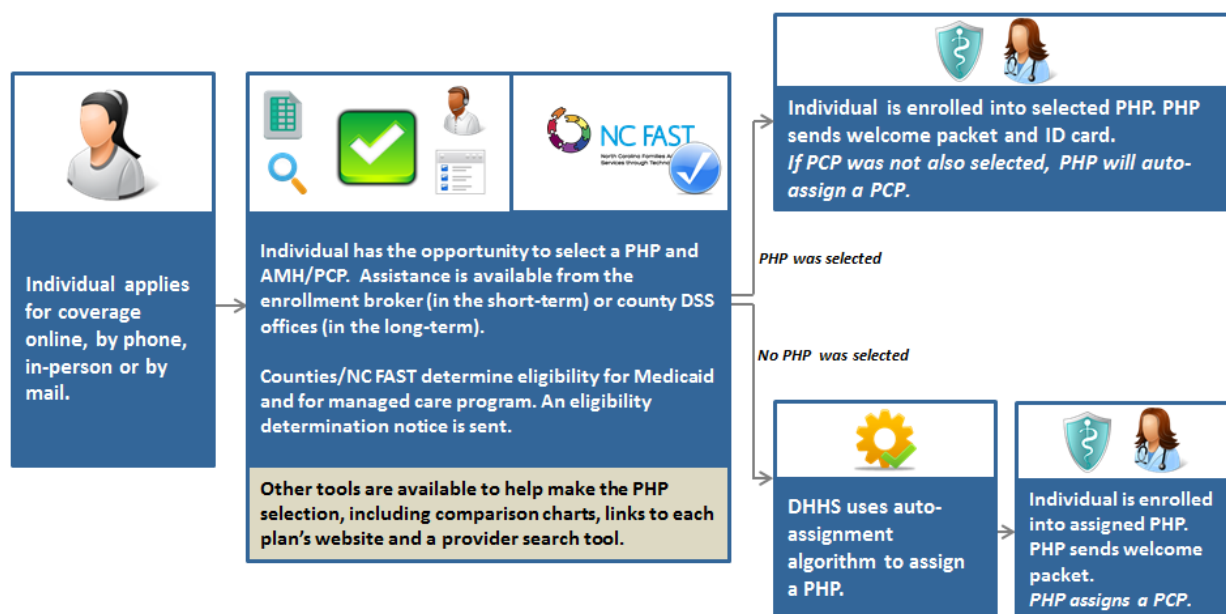 Individual applies
for coverage
online, by phone,
in-person or by
mail.
NC FAST
North Carolina Families A
Services through Techno
Individual has the opportunity to select a PHP and
AMH/PCP. Assistance is available from the
enrollment broker (in the short-term) or county DSS
offices (in the long-term).
Counties/NC FAST determine eligibility for Medicaid
and for managed care program. An eligibility
determination notice is sent.
Other tools are available to help make the PHP
selection, including comparison charts, links to each
plan's website and a provider search tool.
PHP was selected
Individual is enrolled into selected PHP. PHP
sends welcome packet and ID card.
If PCP was not also selected, PHP will auto-
assign a PCP.
No PHP was selected
DHHS uses auto-
assignment
algorithm to assign
a PHP.
Individual is enrolled
into assigned PHP.
PHP sends welcome
packet.
PHP assigns a PCP.